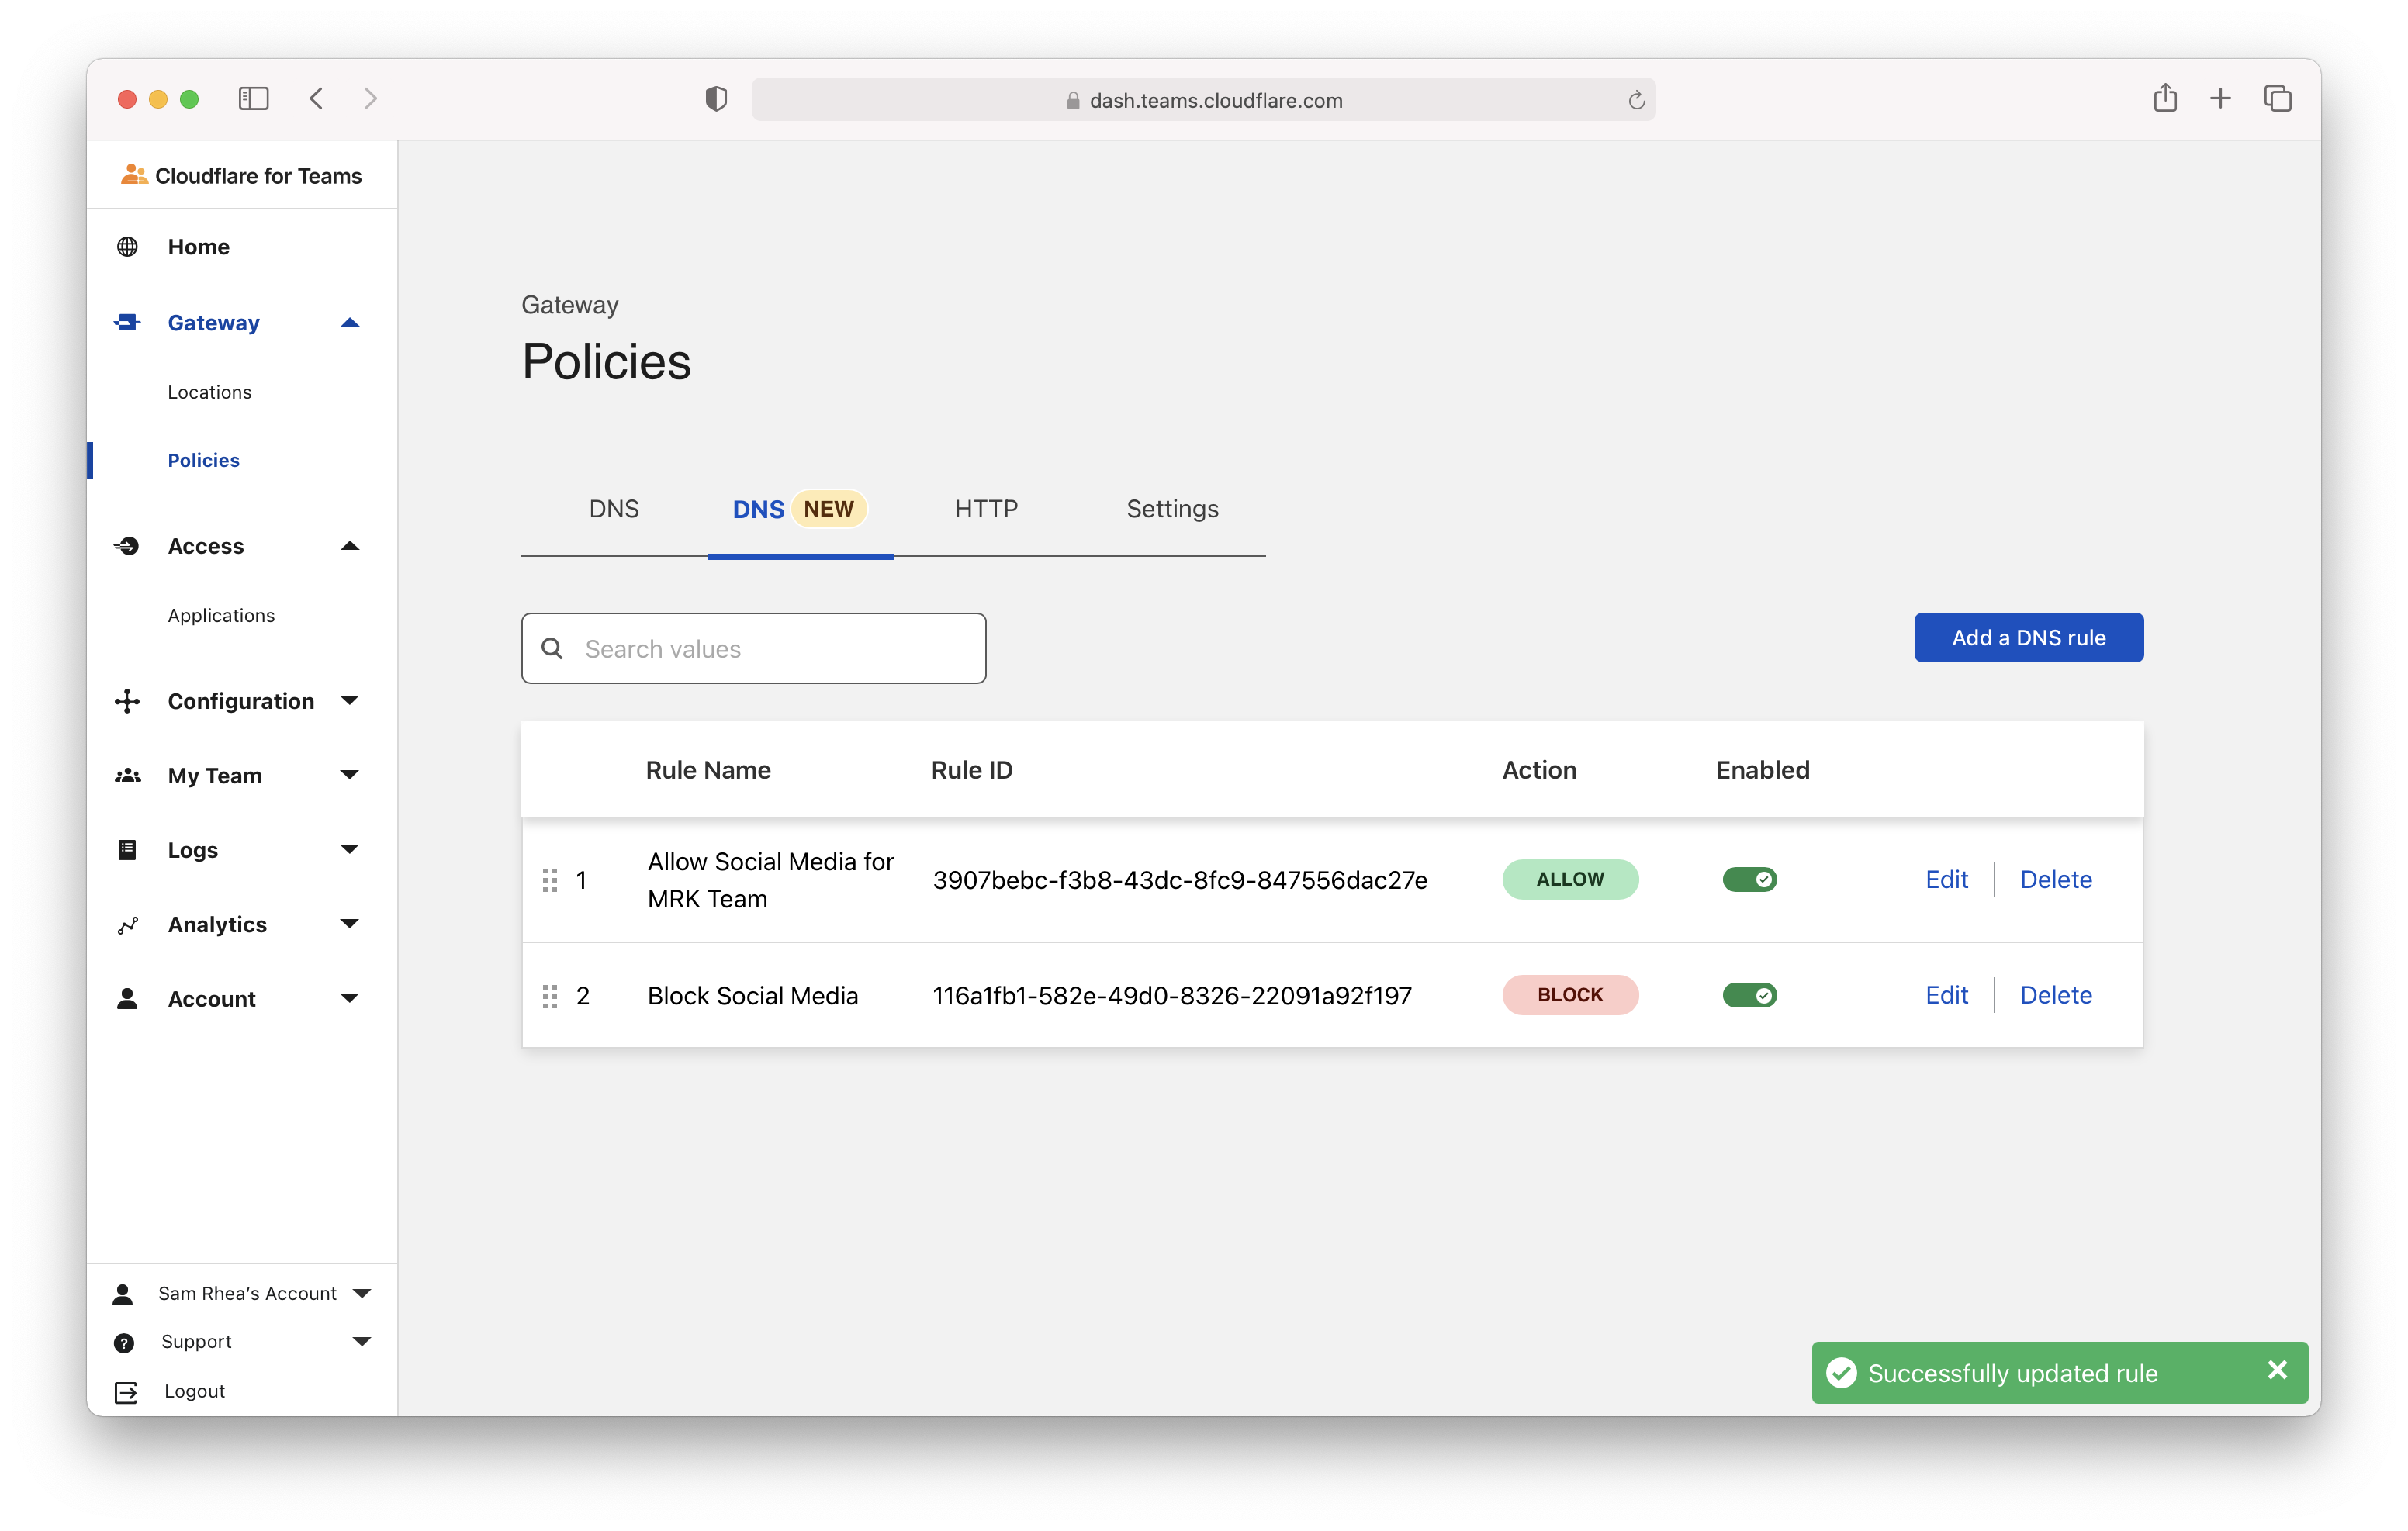 dash.teams.cloudflare.com
Cloudflare for Teams
Home
Gateway
Locations
Policies
Access
Applications
Configuration
My Team
Logs
Analytics
Account
Sam Rhea's Account
Support
Logout
Gateway
Policies
DNS
DNS NEW
HTTP
Settings
Search values
Add a DNS rule
Rule Name Rule ID Action Enabled
1 Allow Social Media for
MRK Team
3907bebc-f3b8-43dc-8fc9-847556dac27e ALLOW Edit Delete
2 Block Social Media 116a1fb1-582e-49d0-8326-22091a92f197 BLOCK Edit Delete
Successfully updated rule